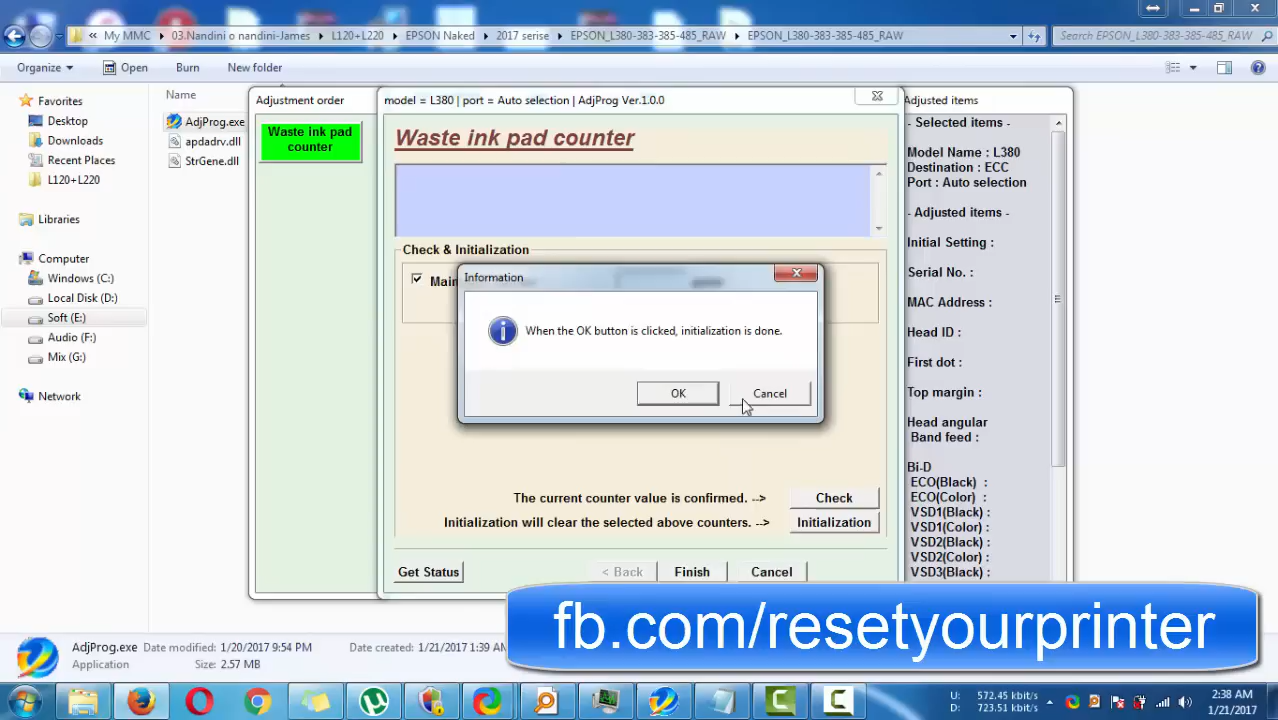 « My MMC ▸ 03.Nandini o nandini-James ▸ L120+L220 ▸ EPSON Naked ▸ 2017 serise ▸ EPSON_L380-383-385-485_RAW ▸ EPSON_L380-383-385-485_RAW
Search EPSON_L380-383-385-485_RAW
Organize Open Burn New folder
Favorites
Desktop
Downloads
Recent Places
L120+L220
Libraries
Computer
Windows (C:)
Local Disk (D:)
Soft (E:)
Audio (F:)
Mix (G:)
Network
Name
AdjProg.exe
apdadrv.dll
StrGene.dll
Adjustment order
Waste ink pad
counter
model = L380 | port = Auto selection | AdjProg Ver.1.0.0
Waste ink pad counter
Check & Initialization
Main
Information
When the OK button is clicked, initialization is done.
OK Cancel
The current counter value is confirmed. --> Check
Initialization will clear the selected above counters. --> Initialization
Get Status < Back Finish Cancel
Adjusted items
- Selected items -
Model Name : L380
Destination : ECC
Port : Auto selection
- Adjusted items -
Initial Setting :
Serial No. :
MAC Address :
Head ID :
First dot :
Top margin :
Head angular
Band feed :
Bi-D
ECO(Black) :
ECO(Color) :
VSD1(Black) :
VSD1(Color) :
VSD2(Black) :
VSD2(Color) :
VSD3(Black) :
AdjProg.exe Date modified: 1/20/2017 9:54 PM Date created: 1/21/2017 1:39 AM
Application Size: 2.57 MB
fb.com/resetyourprinter
U: 572.45 kbit/s
D: 723.51 kbit/s
2:38 AM
1/21/2017